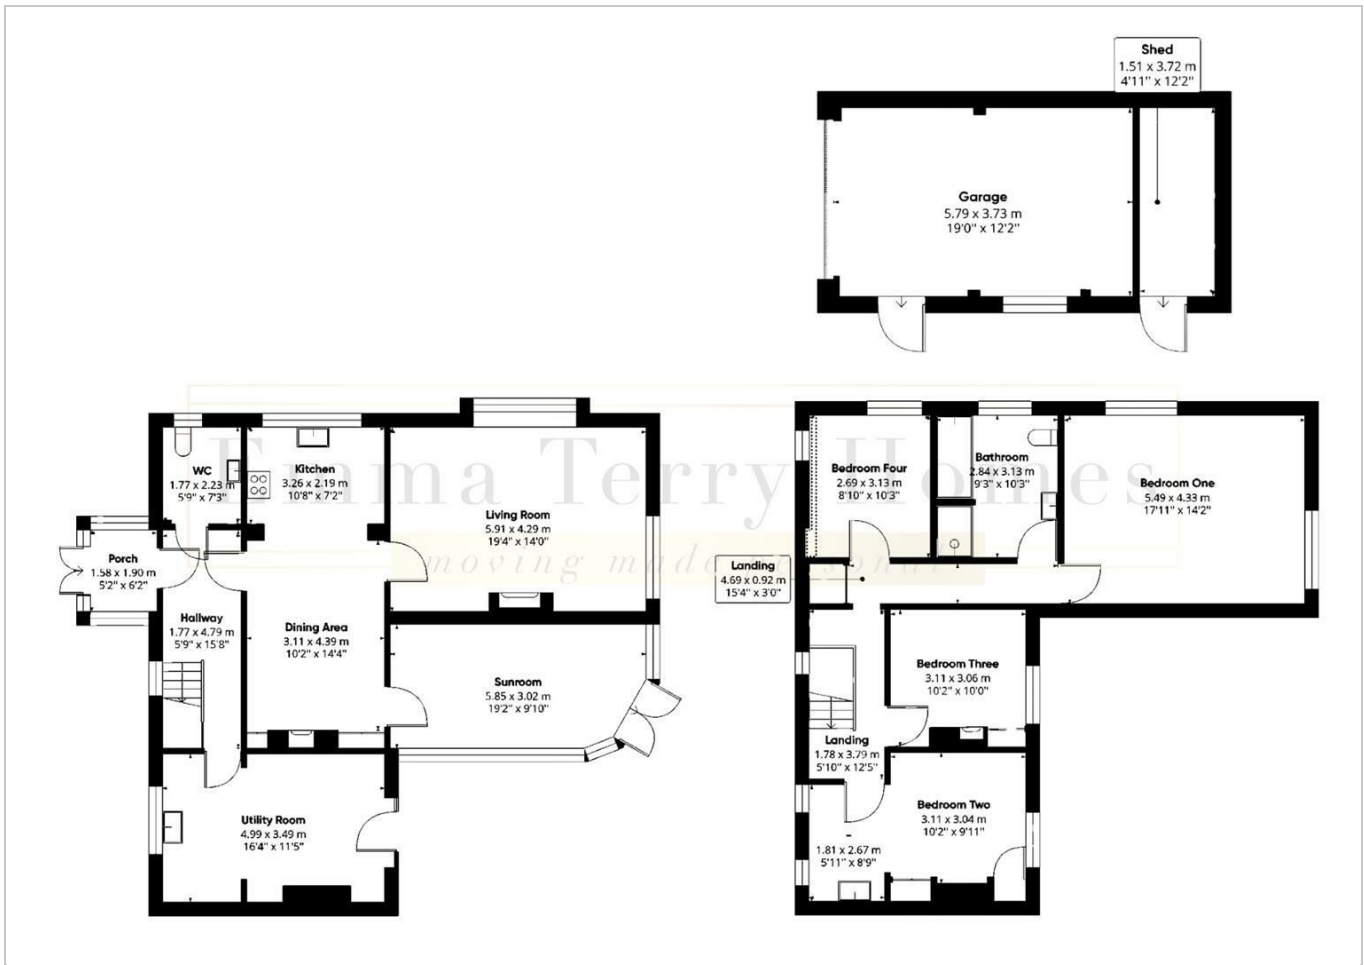 Shed
1.51 x 3.72 m
4'11" x 12'2"
Garage
5.79 x 3.73 m
19'0" x 12'2"
Emma Terry Homes
moving made personal
WC
1.77 x 2.23 m
5'9" x 7'3"
Kitchen
3.26 x 2.19 m
10'8" x 7'2"
Living Room
5.91 x 4.29 m
19'4" x 14'0"
Porch
1.58 x 1.90 m
5'2" x 6'2"
Hallway
1.77 x 4.79 m
5'9" x 15'8"
Dining Area
3.11 x 4.39 m
10'2" x 14'4"
Sunroom
5.85 x 3.02 m
19'2" x 9'10"
Utility Room
4.99 x 3.49 m
16'4" x 11'5"
Bedroom Four
2.69 x 3.13 m
8'10" x 10'3"
Bathroom
2.84 x 3.13 m
9'3" x 10'3"
Bedroom One
5.49 x 4.33 m
17'11" x 14'2"
Landing
4.69 x 0.92 m
15'4" x 3'0"
Bedroom Three
3.11 x 3.06 m
10'2" x 10'0"
Landing
1.78 x 3.79 m
5'10" x 12'5"
Bedroom Two
3.11 x 3.04 m
10'2" x 9'11"
-
1.81 x 2.67 m
5'11" x 8'9"